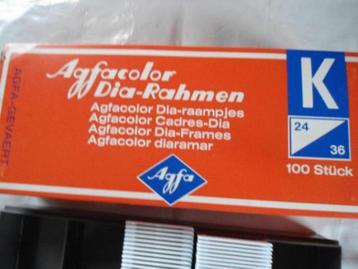 AGFA-GEVAERT
Agfacolor
Dia-Rahmen
Agfacolor Dia-raampjes
Agfacolor Cadres-Dia
Agfacolor Dia-Frames
Agfacolor diaramar
Agfa
K
24
36
100 Stück